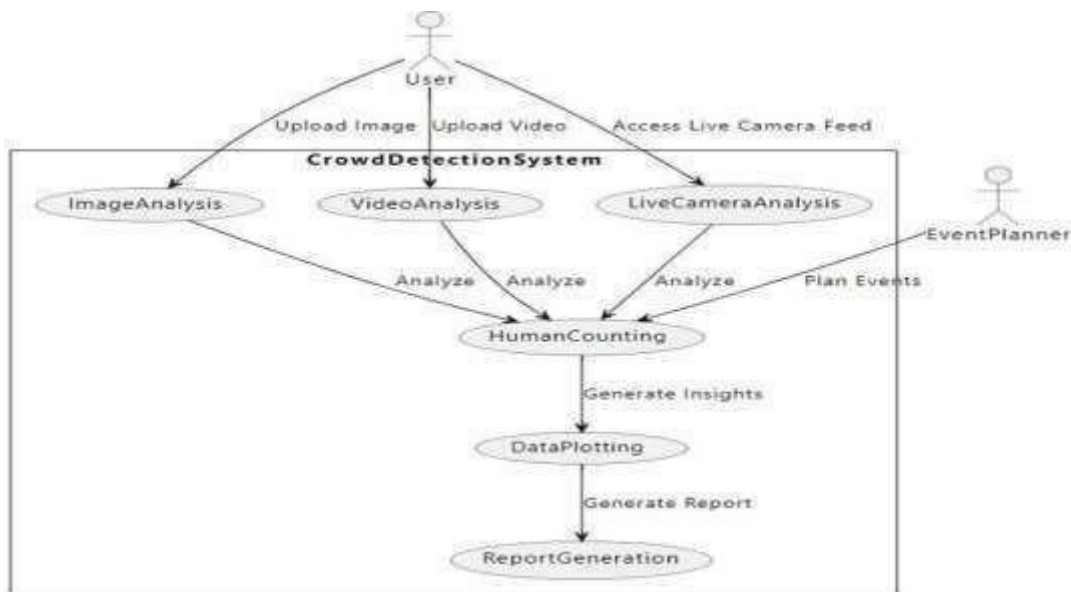 User
Upload Image
Upload Video
Access Live Camera Feed
CrowdDetectionSystem
ImageAnalysis
VideoAnalysis
LiveCameraAnalysis
EventPlanner
Analyze
Analyze
Analyze
Plan Events
HumanCounting
Generate Insights
DataPlotting
Generate Report
ReportGeneration